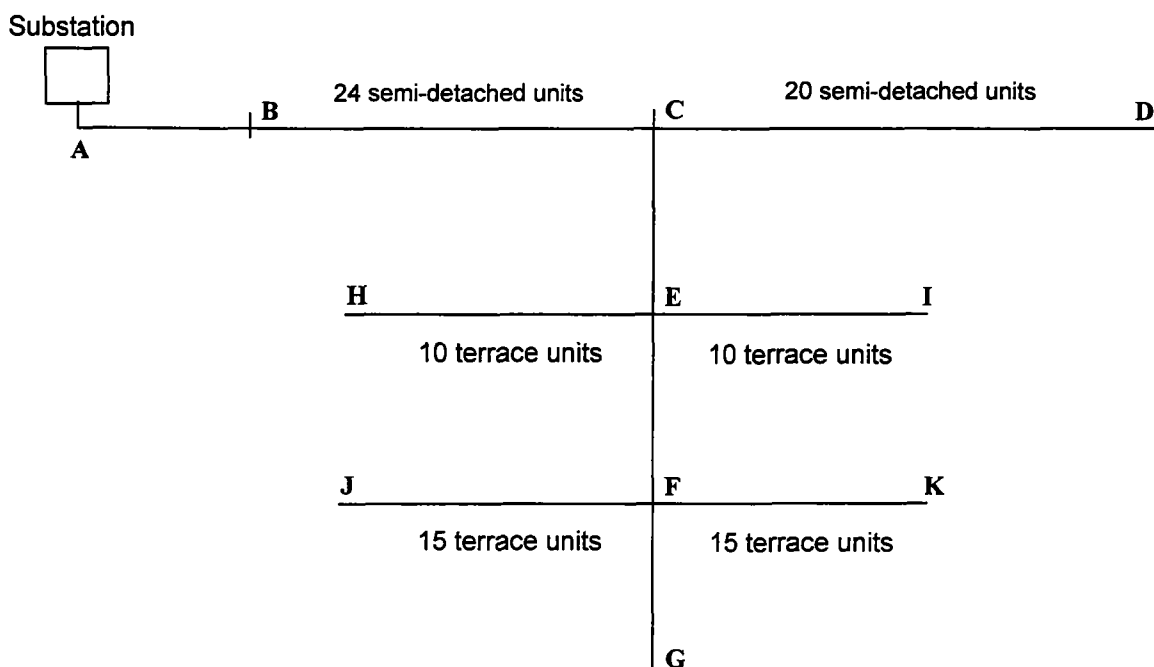 Substation
24 semi-detached units
20 semi-detached units
B
C
D
A
H
E
I
10 terrace units
10 terrace units
J
F
K
15 terrace units
15 terrace units
G